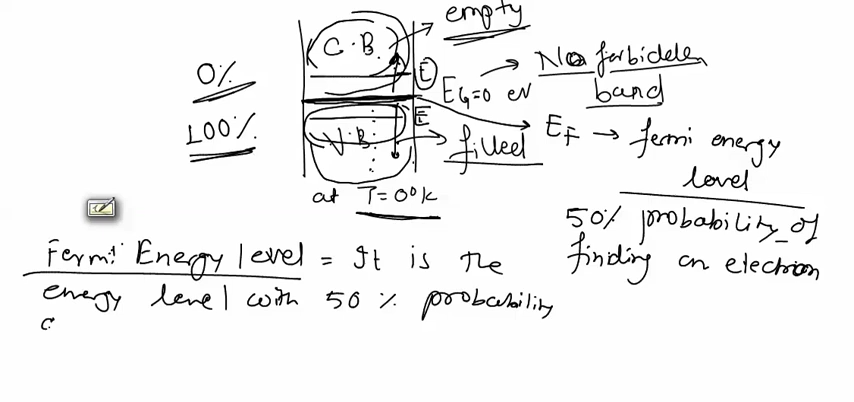 empty
C.B.
0%
E
No forbidden
band
EG=0 ev
100%
E
V.B.
filled
EF → fermi energy
level
at T=0°k
50% probability of
finding an electron
Fermi Energy level = It is the
energy level with 50% probability
o